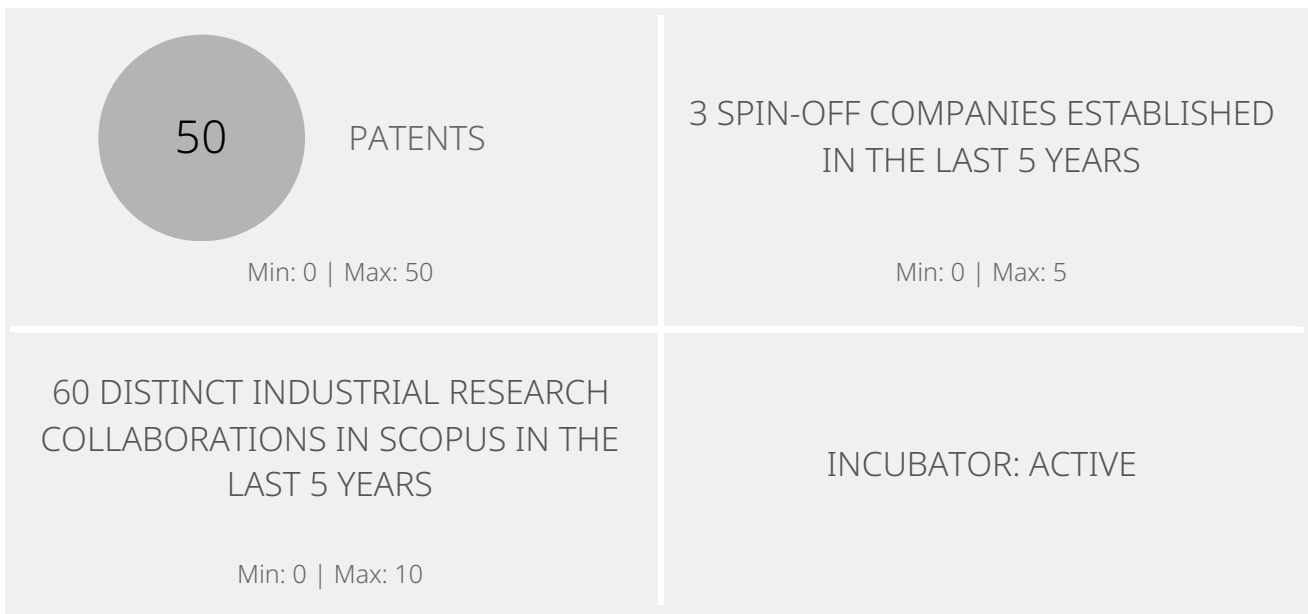 50
PATENTS
Min: 0 | Max: 50
3 SPIN-OFF COMPANIES ESTABLISHED
IN THE LAST 5 YEARS
Min: 0 | Max: 5
60 DISTINCT INDUSTRIAL RESEARCH
COLLABORATIONS IN SCOPUS IN THE
LAST 5 YEARS
Min: 0 | Max: 10
INCUBATOR: ACTIVE